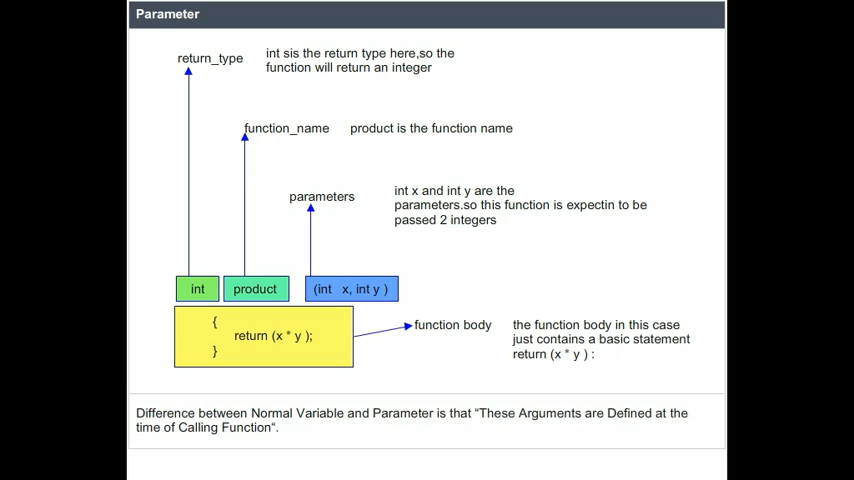 Parameter
return_type
int sis the return type here,so the
function will return an integer
function_name
product is the function name
parameters
int x and int y are the
parameters.so this function is expectin to be
passed 2 integers
int
product
(int x, int y )
{
return (x * y );
}
function body
the function body in this case
just contains a basic statement
return (x * y ) :
Difference between Normal Variable and Parameter is that “These Arguments are Defined at the
time of Calling Function“.